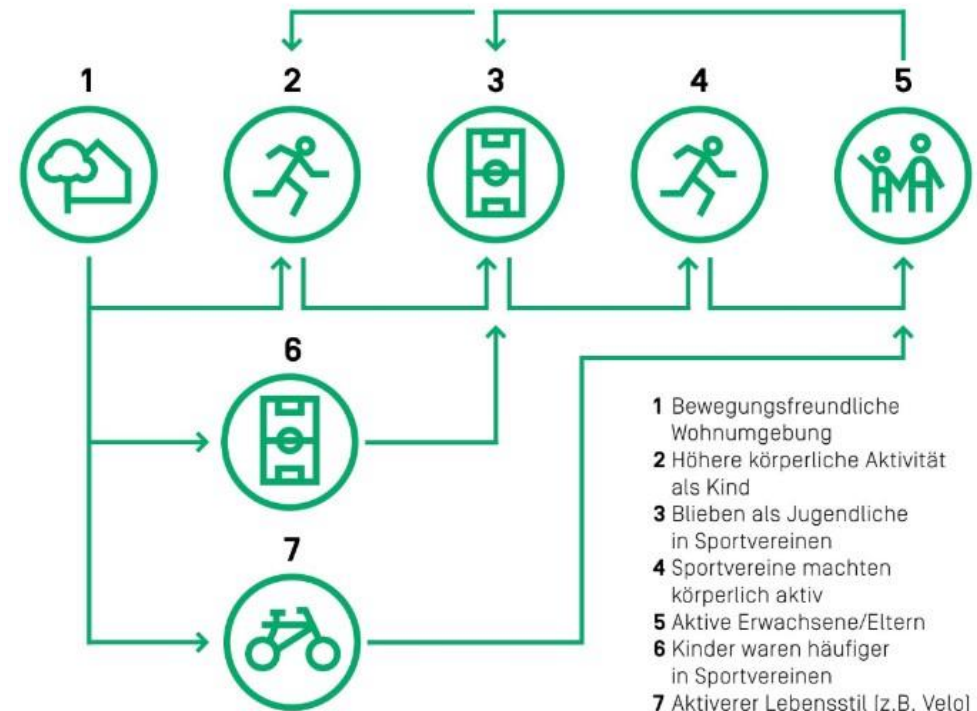 1
2
3
4
5
6
7
1 Bewegungsfreundliche
Wohnumgebung
2 Höhere körperliche Aktivität
als Kind
3 Blieben als Jugendliche
in Sportvereinen
4 Sportvereine machten
körperlich aktiv
5 Aktive Erwachsene/Eltern
6 Kinder waren häufiger
in Sportvereinen
7 Aktiverer Lebensstil (z.B. Velo)